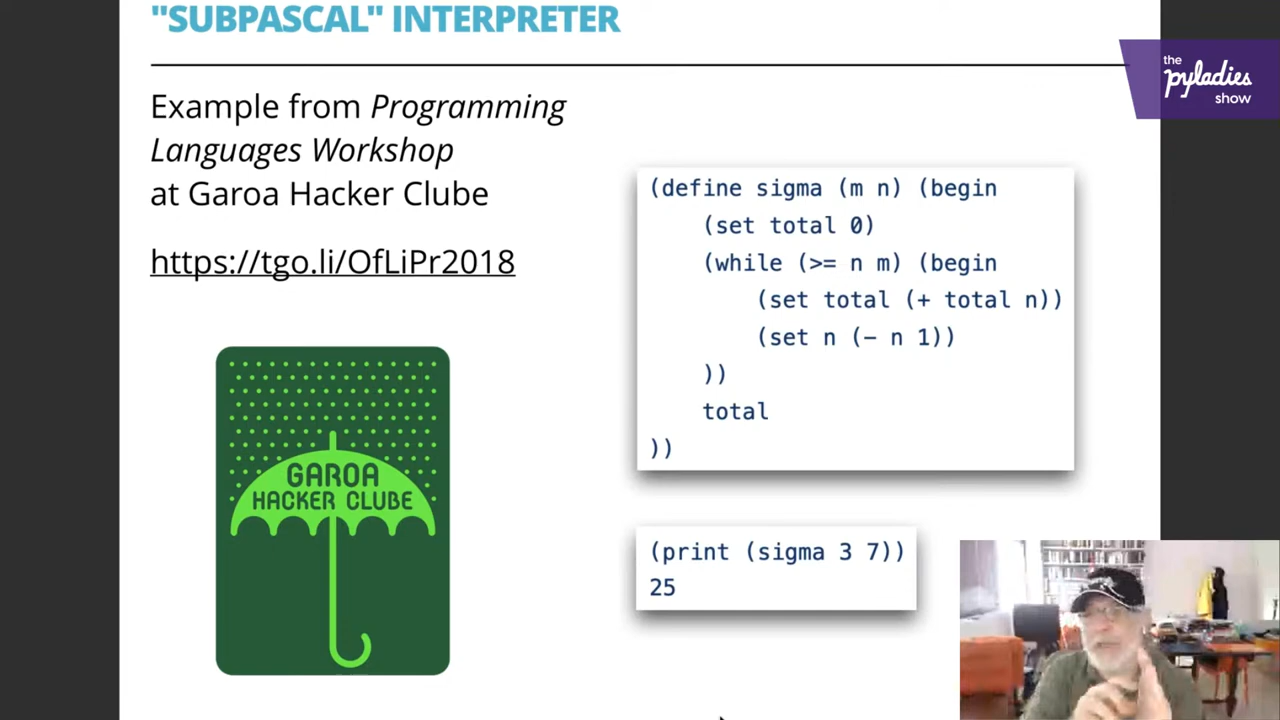 "SUBPASCAL" INTERPRETER
the
pyladies
show
Example from Programming
Languages Workshop
at Garoa Hacker Clube
https://tgo.li/OfLiPr2018
GAROA
HACKER CLUBE
(define sigma (m n) (begin
    (set total 0)
    (while (>= n m) (begin
        (set total (+ total n))
        (set n (- n 1))
    ))
    total
))
(print (sigma 3 7))
25